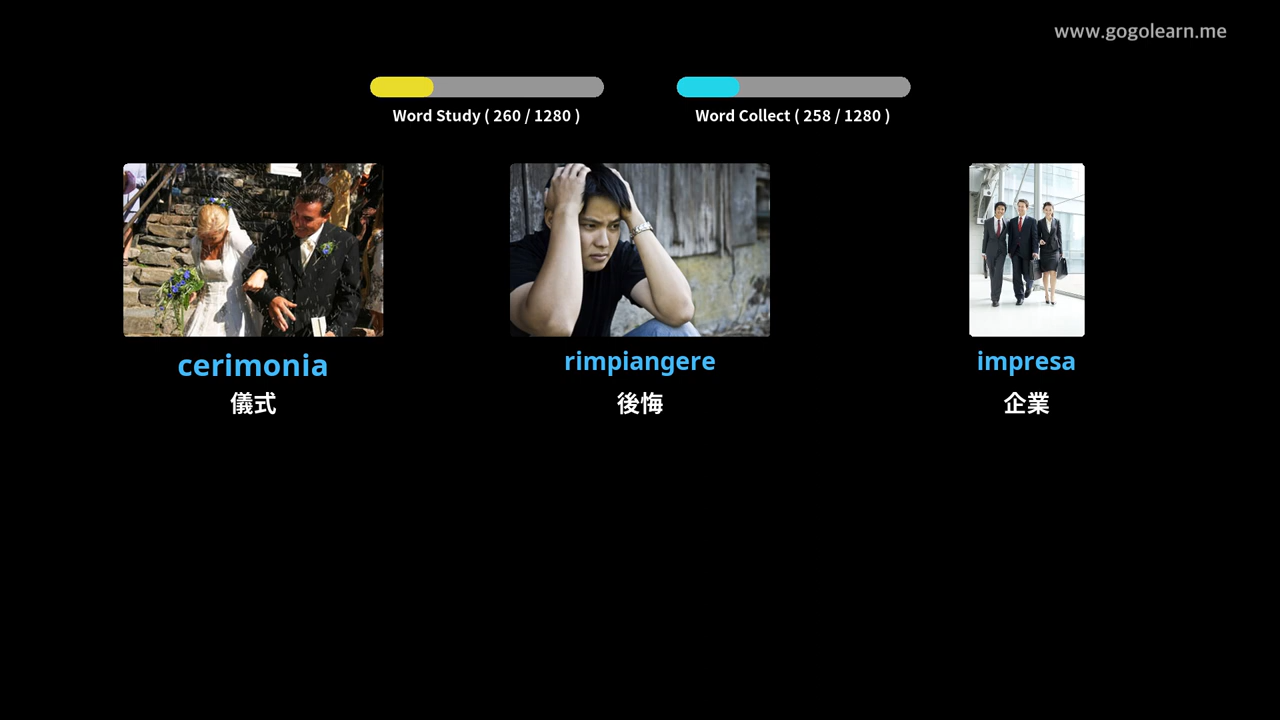 www.gogolearn.me
Word Study ( 260 / 1280 )
Word Collect ( 258 / 1280 )
cerimonia
儀式
rimpiangere
後悔
impresa
企業